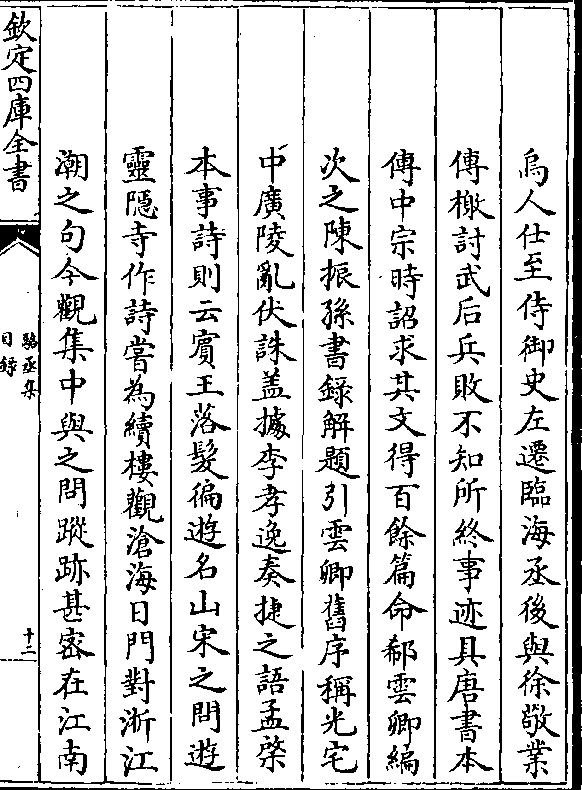 烏人仕至侍御史左遷臨海丞後與徐敬業
傳檄討武后兵敗不知所終事迹具唐書本
傳中宗時詔求其文得百餘篇命郗雲卿編
次之陳振孫書録解題引雲卿舊序稱光宅
中廣陵亂伏誅盖據李孝逸奏捷之語孟棨
本事詩則云賔王落髮徧遊名山宋之問遊
靈隠寺作詩嘗為續樓觀滄海日門對浙江
潮之句今觀集中與之問蹤跡甚密在江南
欽定四庫全書
駱丞集
目録
十二